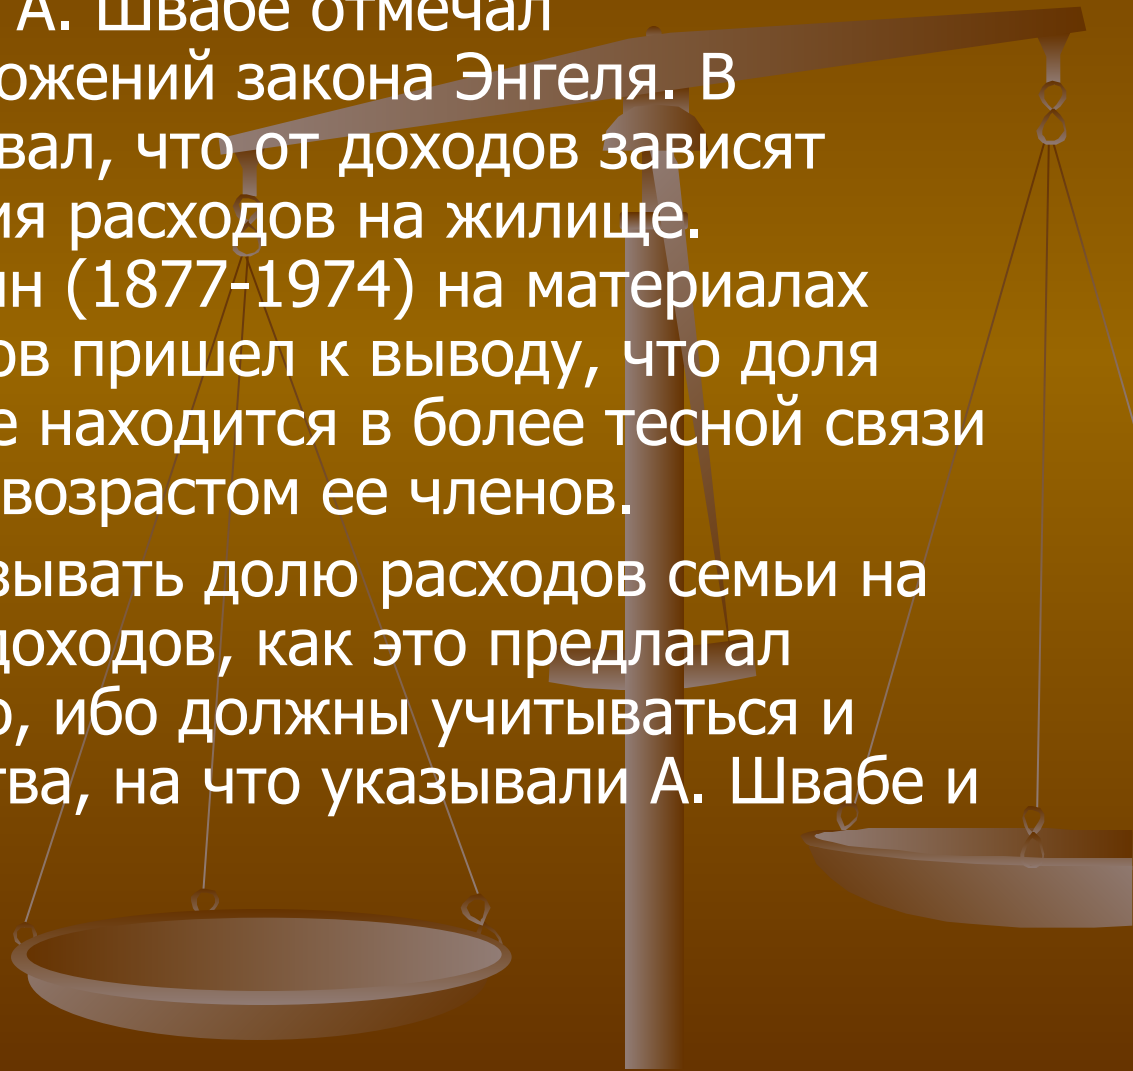 А. Швабе отмечал
ожений закона Энгеля. В
вал, что от доходов зависят
ия расходов на жилище.
ин (1877-1974) на материалах
ов пришел к выводу, что доля
е находится в более тесной связи
возрастом ее членов.
зывать долю расходов семьи на
доходов, как это предлагал
о, ибо должны учитываться и
тва, на что указывали А. Швабе и